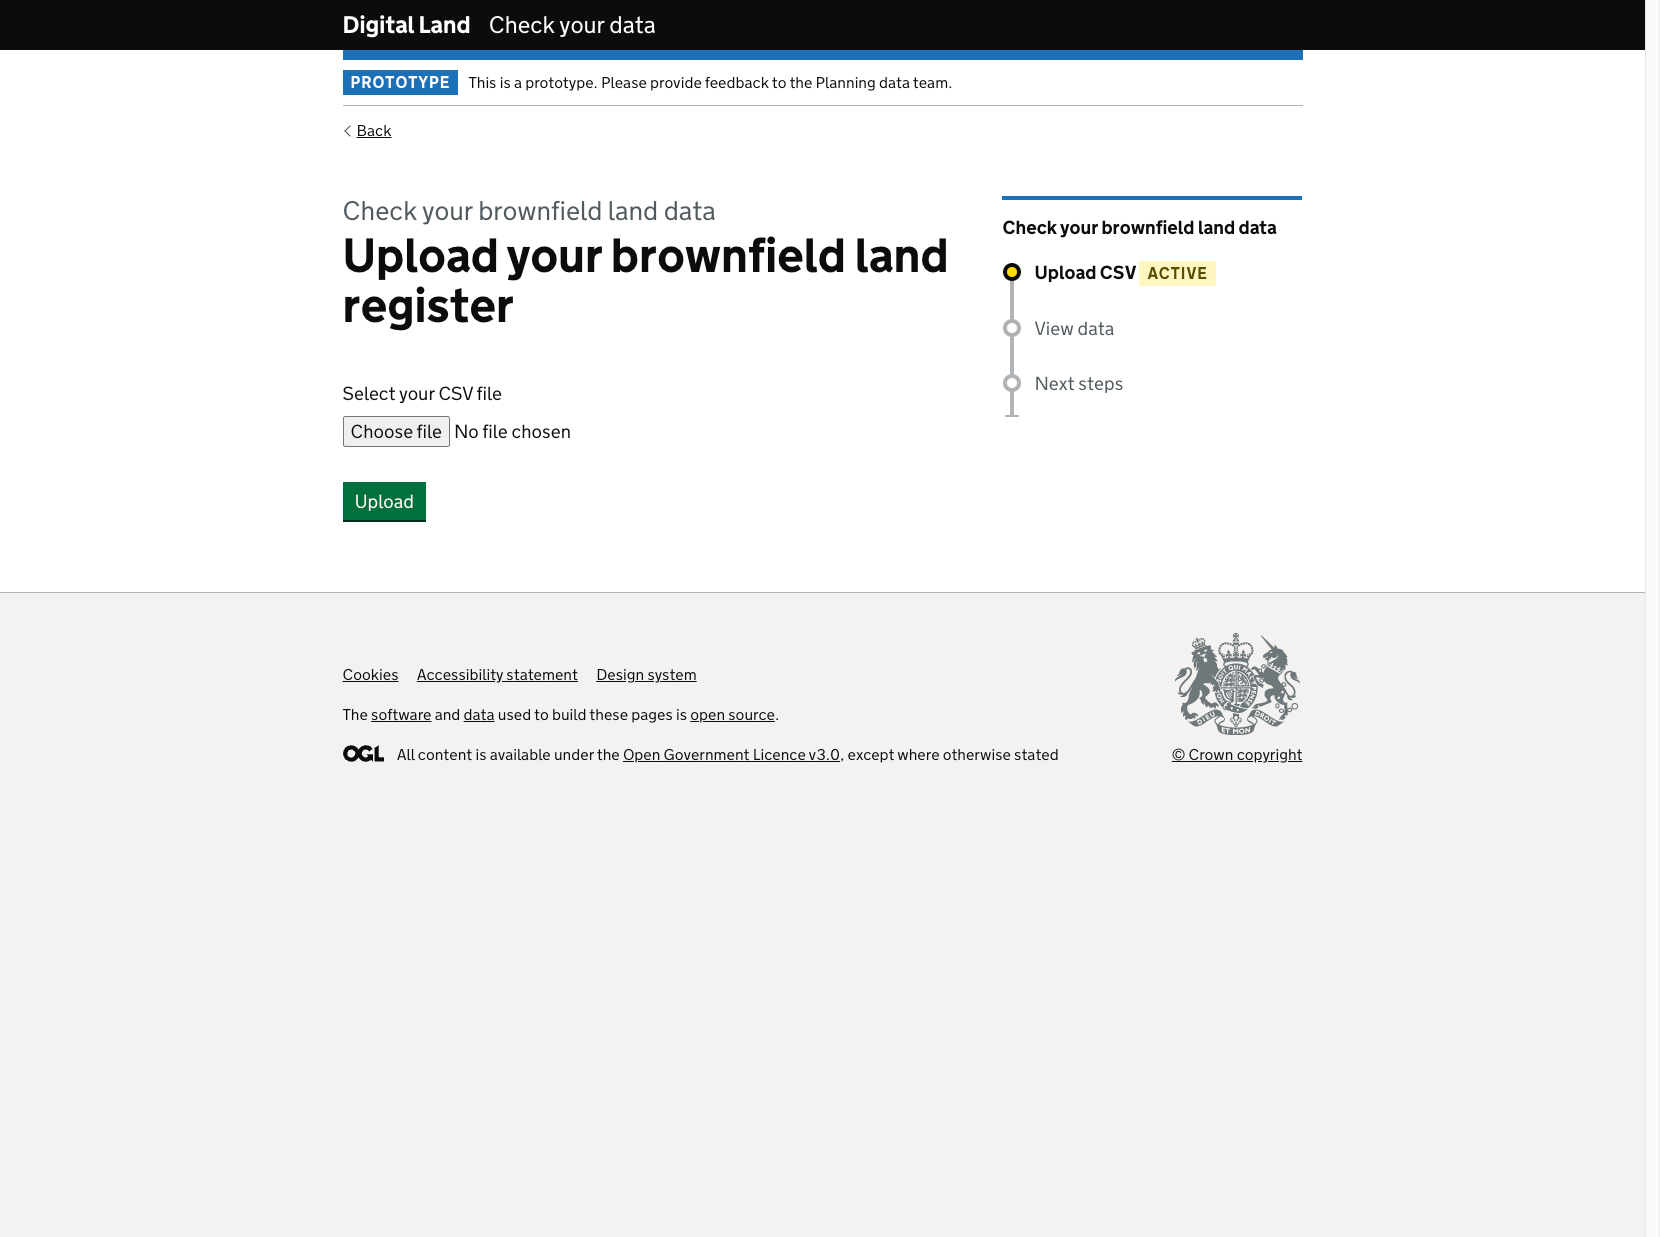 Digital Land Check your data
PROTOTYPE This is a prototype. Please provide feedback to the Planning data team.
Back
Check your brownfield land data
Upload your brownfield land
register
Select your CSV file
Choose file No file chosen
Upload
Check your brownfield land data
Upload CSV ACTIVE
View data
Next steps
Cookies Accessibility statement Design system
The software and data used to build these pages is open source.
OGL All content is available under the Open Government Licence v3.0, except where otherwise stated
DIEU ET MON DROIT
© Crown copyright